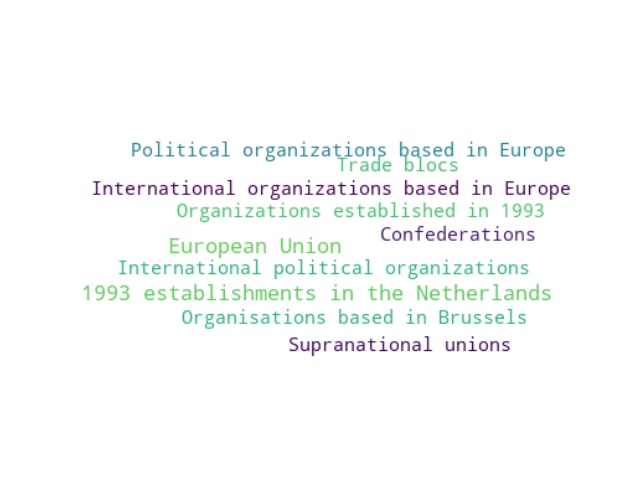 Political organizations based in Europe
Trade blocs
International organizations based in Europe
Organizations established in 1993
Confederations
European Union
International political organizations
1993 establishments in the Netherlands
Organisations based in Brussels
Supranational unions